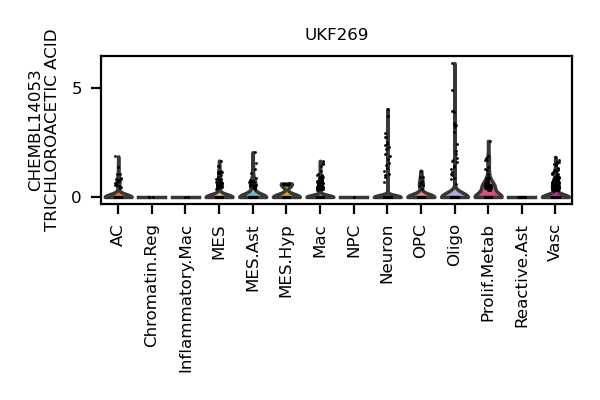 UKF269
CHEMBL14053
TRICHLOROACETIC ACID
5
0
AC
Chromatin.Reg
Inflammatory.Mac
MES
MES.Ast
MES.Hyp
Mac
NPC
Neuron
OPC
Oligo
Prolif.Metab
Reactive.Ast
Vasc